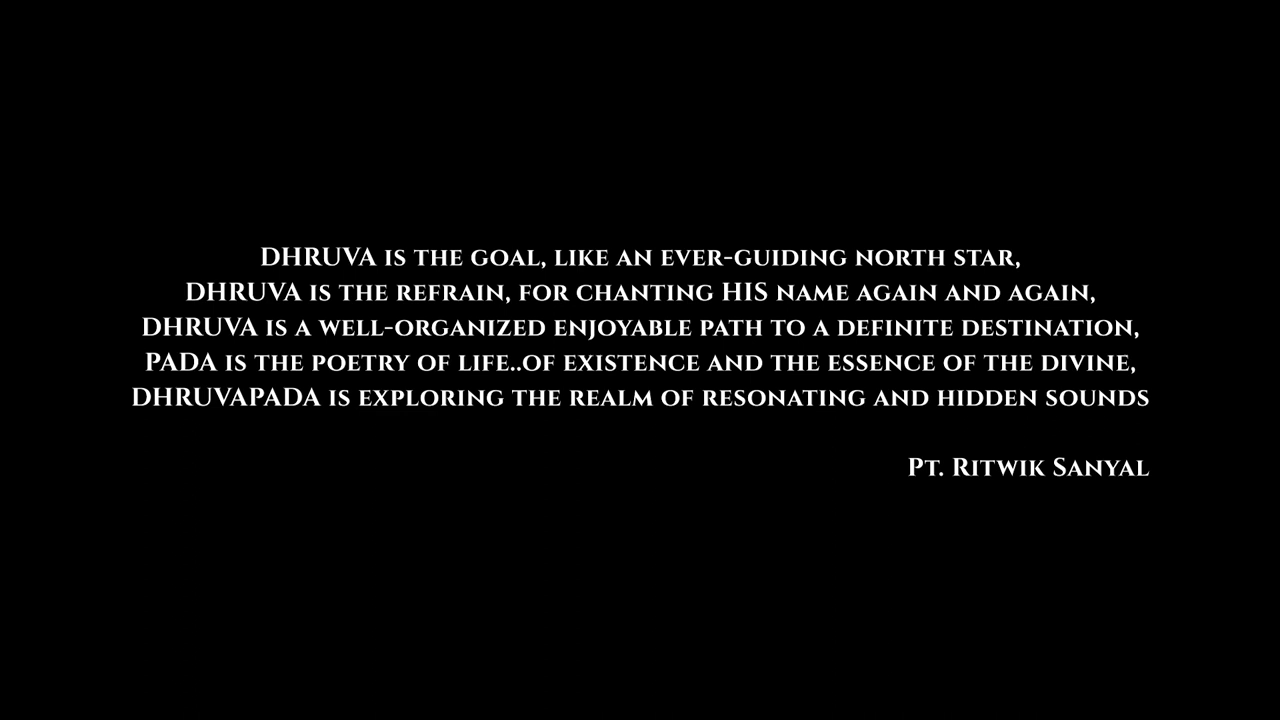 DHRUVA IS THE GOAL, LIKE AN EVER-GUIDING NORTH STAR,
DHRUVA IS THE REFRAIN, FOR CHANTING HIS NAME AGAIN AND AGAIN,
DHRUVA IS A WELL-ORGANIZED ENJOYABLE PATH TO A DEFINITE DESTINATION,
PADA IS THE POETRY OF LIFE..OF EXISTENCE AND THE ESSENCE OF THE DIVINE,
DHRUVAPADA IS EXPLORING THE REALM OF RESONATING AND HIDDEN SOUNDS
PT. RITWIK SANYAL